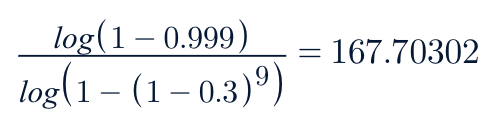 log(1 − 0.999)
log(1 − (1 − 0.3)^9)
= 167.70302